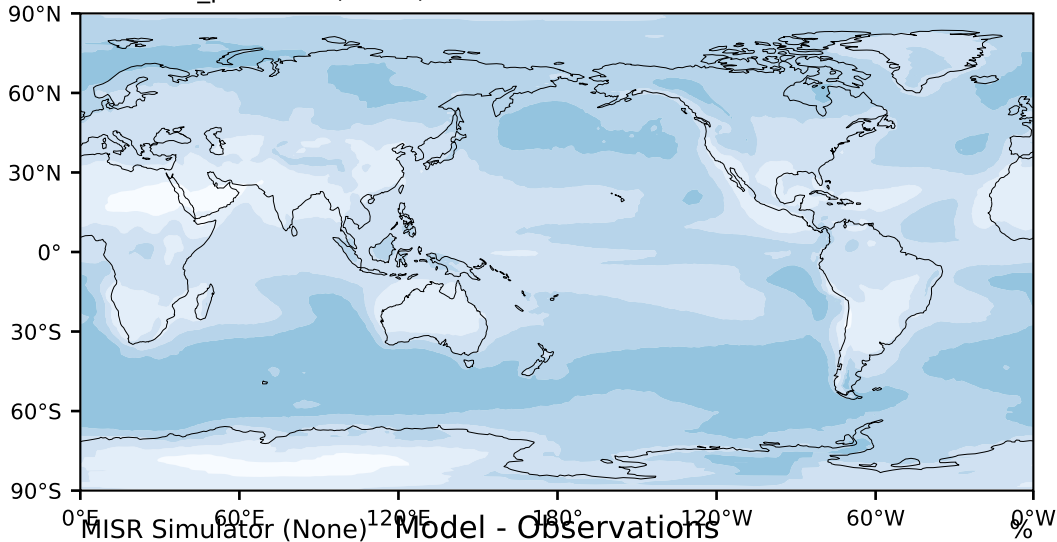 90°N
60°N
30°N
0°
30°S
60°S
90°S
0°E 60°E 120°E 180°W 120°W 60°W 0°W
MISR Simulator (None) Model - Observations %